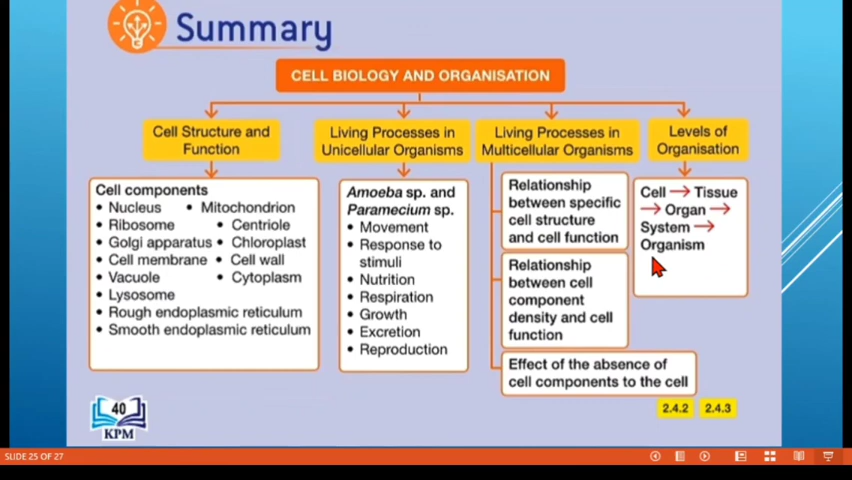 Summary
CELL BIOLOGY AND ORGANISATION
Cell Structure and
Function
Cell components
• Nucleus • Mitochondrion
• Ribosome • Centriole
• Golgi apparatus • Chloroplast
• Cell membrane • Cell wall
• Vacuole • Cytoplasm
• Lysosome
• Rough endoplasmic reticulum
• Smooth endoplasmic reticulum
Living Processes in
Unicellular Organisms
Amoeba sp. and
Paramecium sp.
• Movement
• Response to
stimuli
• Nutrition
• Respiration
• Growth
• Excretion
• Reproduction
Living Processes in
Multicellular Organisms
Relationship
between specific
cell structure
and cell function
Relationship
between cell
component
density and cell
function
Effect of the absence of
cell components to the cell
Levels of
Organisation
Cell → Tissue
→ Organ →
System →
Organism
2.4.2 2.4.3
40
KPM
SLIDE 25 OF 27